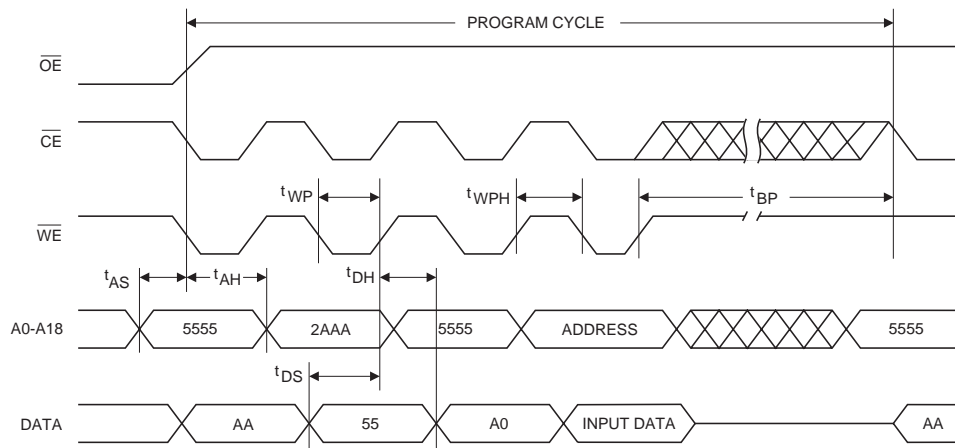 PROGRAM CYCLE
OE
CE
tWP
tWPH
tBP
WE
tAS
tAH
tDH
A0-A18
5555
2AAA
5555
ADDRESS
5555
tDS
DATA
AA
55
A0
INPUT DATA
AA